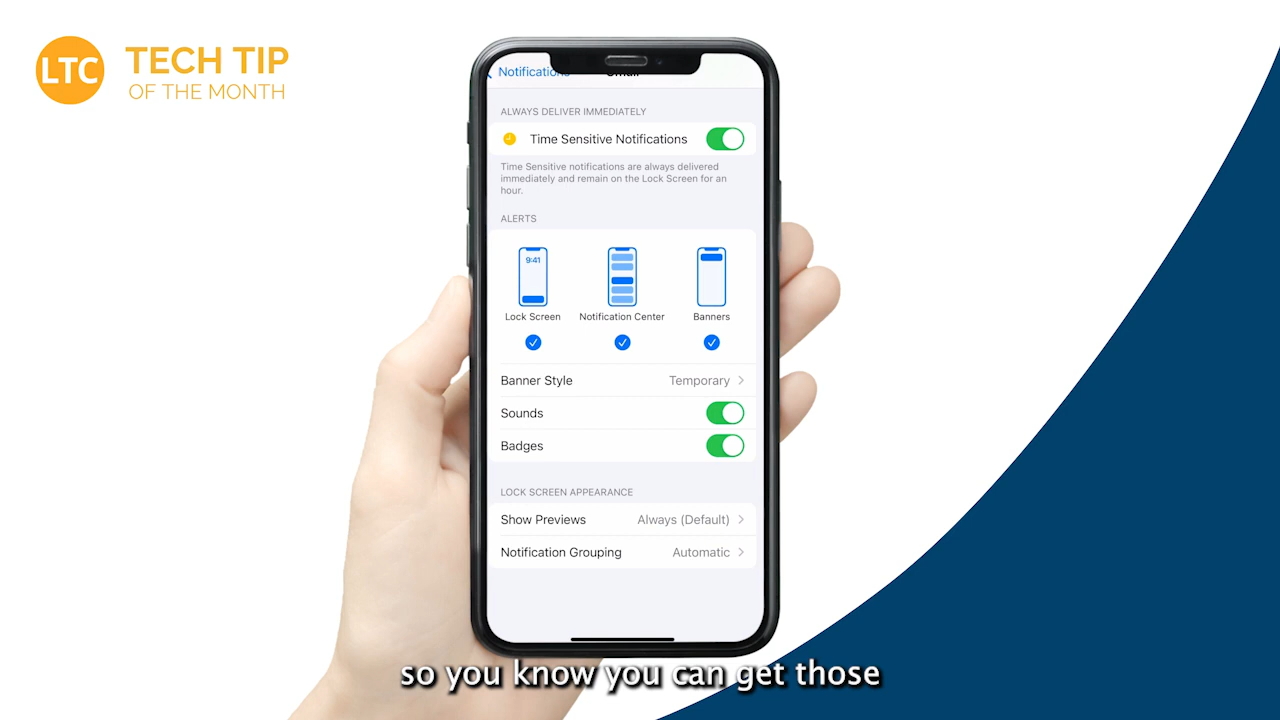 LTC
TECH TIP
OF THE MONTH
Notifications
ALWAYS DELIVER IMMEDIATELY
Time Sensitive Notifications
Time Sensitive notifications are always delivered
immediately and remain on the Lock Screen for an
hour.
ALERTS
9:41
Lock Screen
Notification Center
Banners
Banner Style
Temporary
Sounds
Badges
LOCK SCREEN APPEARANCE
Show Previews
Always (Default)
Notification Grouping
Automatic
so you know you can get those